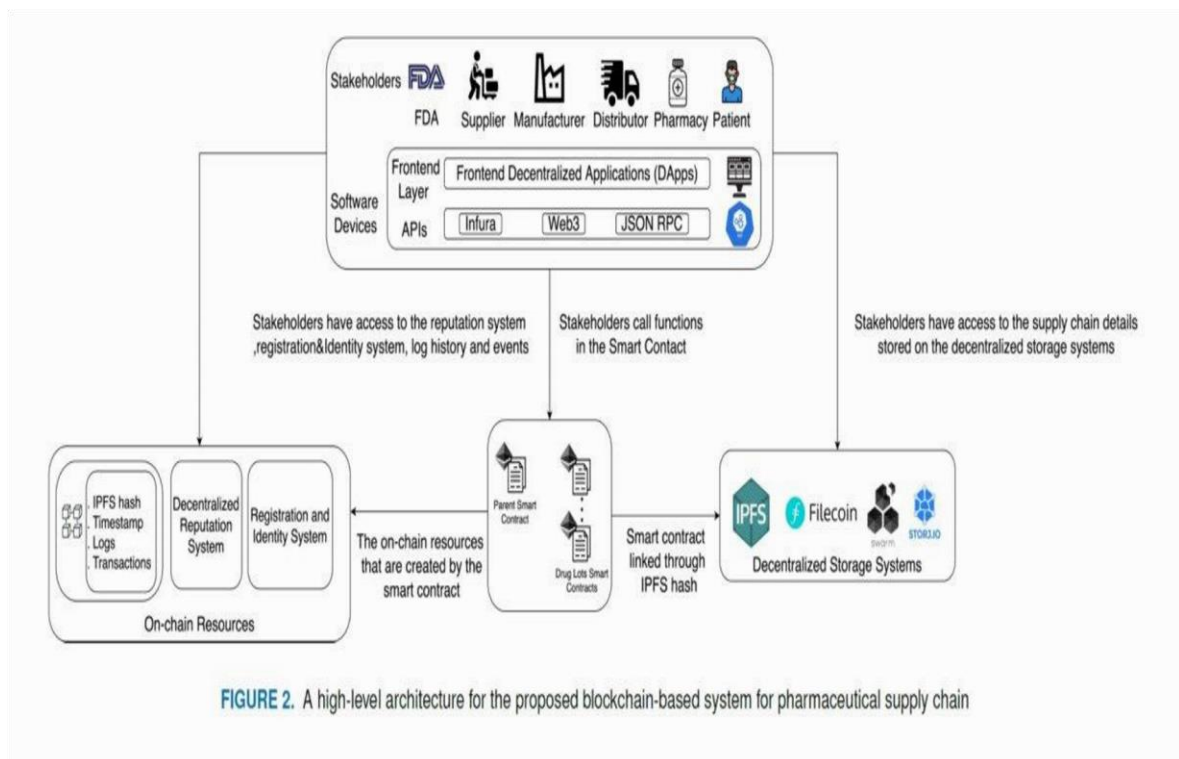 Stakeholders
FDA
FDA
Supplier
Manufacturer
Distributor
Pharmacy
Patient
Software
Devices
Frontend
Layer
Frontend Decentralized Applications (DApps)
APIs
Infura
Web3
JSON RPC
Stakeholders have access to the reputation system
,registration&Identity system, log history and events
Stakeholders call functions
in the Smart Contact
Stakeholders have access to the supply chain details
stored on the decentralized storage systems
. IPFS hash
. Timestamp
. Logs
. Transactions
Decentralized
Reputation
System
Registration and
Identity System
On-chain Resources
The on-chain resources
that are created by the
smart contract
Parent Smart
Contract
Drug Lots Smart
Contracts
Smart contract
linked through
IPFS hash
IPFS
Filecoin
swarm
STORJ.IO
Decentralized Storage Systems
FIGURE 2. A high-level architecture for the proposed blockchain-based system for pharmaceutical supply chain